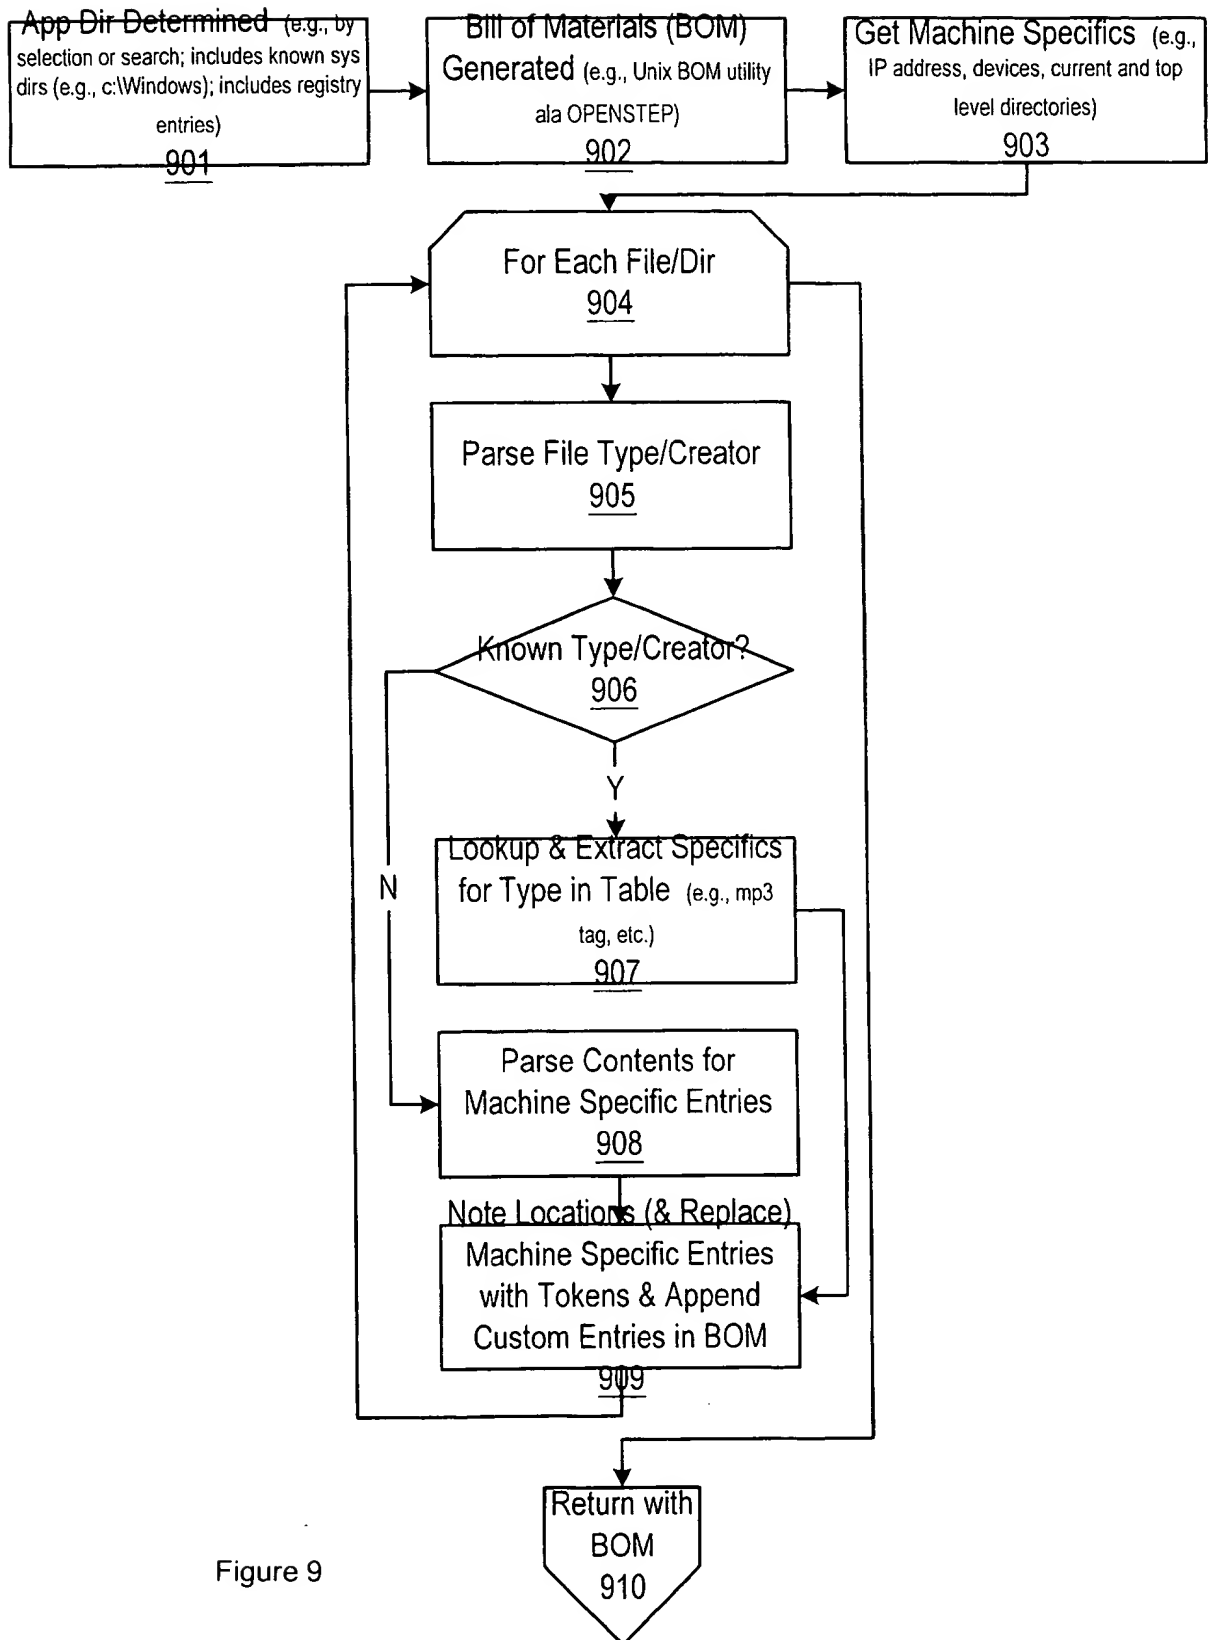 App Dir Determined (e.g., by
selection or search; includes known sys
dirs (e.g., c:\Windows); includes registry
entries)
901
Bill of Materials (BOM)
Generated (e.g., Unix BOM utility
ala OPENSTEP)
902
Get Machine Specifics (e.g.,
IP address, devices, current and top
level directories)
903
For Each File/Dir
904
Parse File Type/Creator
905
Known Type/Creator?
906
Y
N
Lookup & Extract Specifics
for Type in Table (e.g., mp3
tag, etc.)
907
Parse Contents for
Machine Specific Entries
908
Note Locations (& Replace)
Machine Specific Entries
with Tokens & Append
Custom Entries in BOM
909
Return with
BOM
910
Figure 9